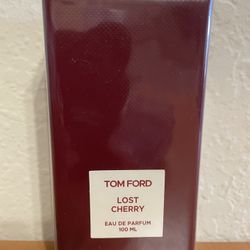 TOM FORD
LOST
CHERRY
EAU DE PARFUM
100 ML